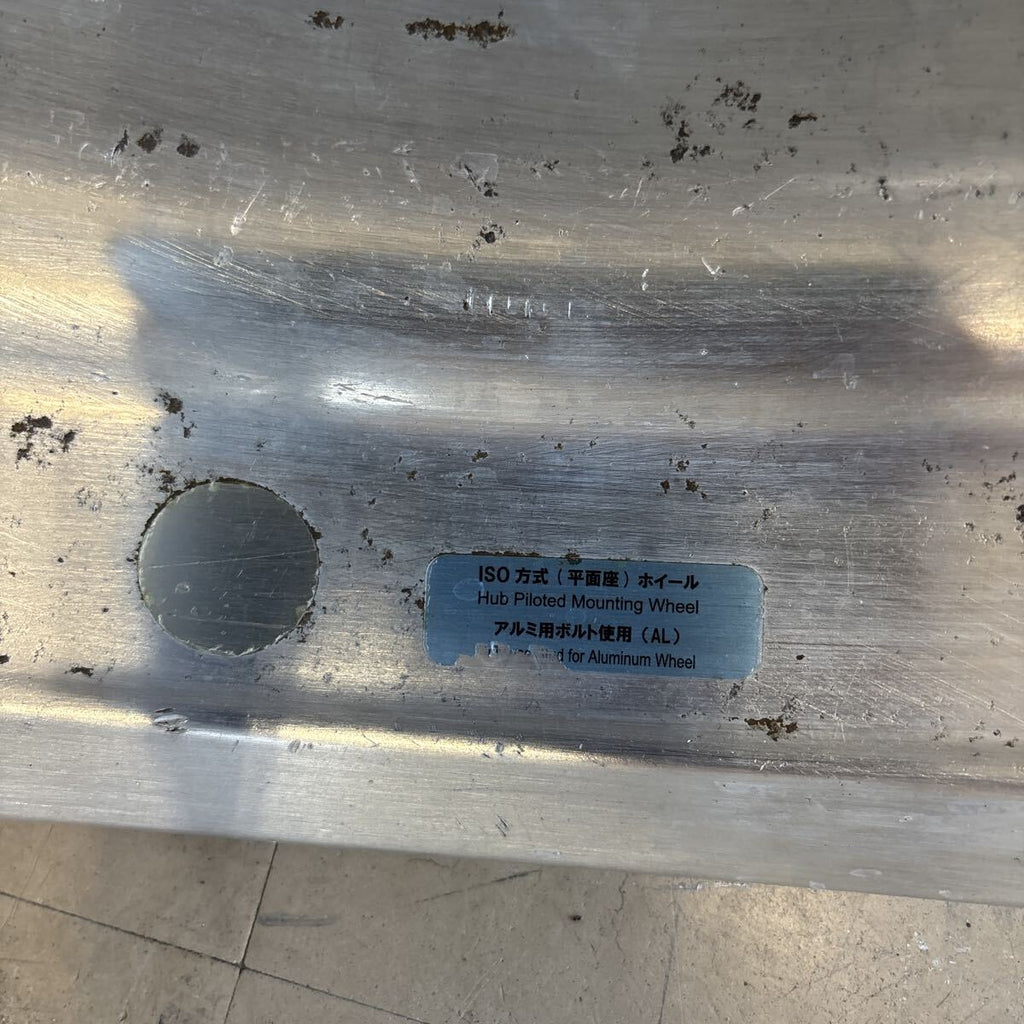 ISO 方式（平面座）ホイール
Hub Piloted Mounting Wheel
アルミ用ボルト使用（AL）
for Aluminum Wheel